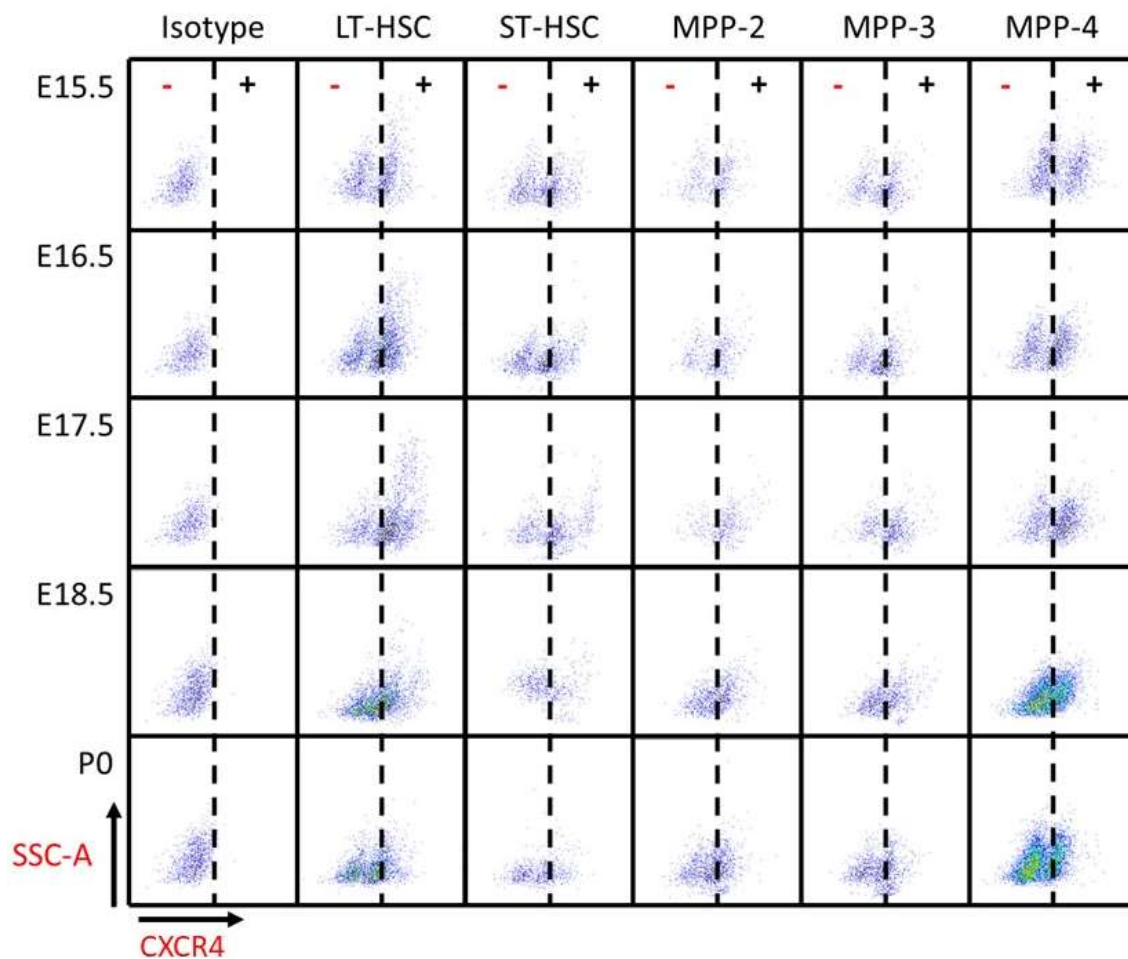 Isotype LT-HSC ST-HSC MPP-2 MPP-3 MPP-4
E15.5 - + - + - + - + - + - +
E16.5
E17.5
E18.5
P0
SSC-A
CXCR4